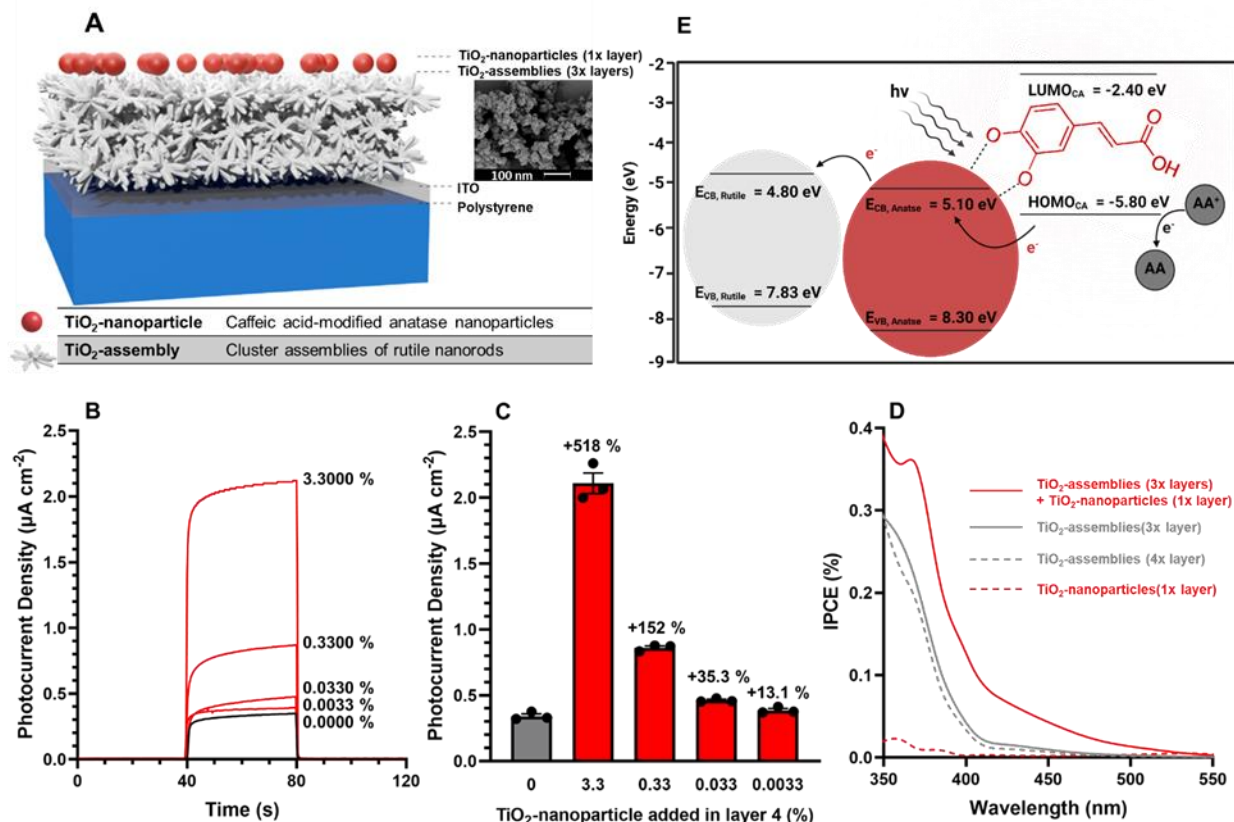 A
TiO2-nanoparticles (1x layer)
TiO2-assemblies (3x layers)
100 nm
ITO
Polystyrene
TiO2-nanoparticle Caffeic acid-modified anatase nanoparticles
TiO2-assembly Cluster assemblies of rutile nanorods
E
Energy (eV)
-2
-3
-4
-5
-6
-7
-8
-9
hν
LUMOCA = -2.40 eV
O
O
O
OH
e-
ECB, Rutile = 4.80 eV
ECB, Anatse = 5.10 eV
HOMOCA = -5.80 eV
AA+
e-
e-
AA
EVB, Rutile = 7.83 eV
EVB, Anatse = 8.30 eV
B
Photocurrent Density (µA cm-2)
2.5
2.0
1.5
1.0
0.5
0.0
3.3000 %
0.3300 %
0.0330 %
0.0033 %
0.0000 %
0 40 80 120
Time (s)
C
Photocurrent Density (µA cm-2)
2.5
2.0
1.5
1.0
0.5
0.0
+518 %
+152 %
+35.3 %
+13.1 %
0 3.3 0.33 0.033 0.0033
TiO2-nanoparticle added in layer 4 (%)
D
IPCE (%)
0.4
0.3
0.2
0.1
0.0
TiO2-assemblies (3x layers)
+ TiO2-nanoparticles (1x layer)
TiO2-assemblies(3x layer)
TiO2-assemblies (4x layer)
TiO2-nanoparticles(1x layer)
350 400 450 500 550
Wavelength (nm)